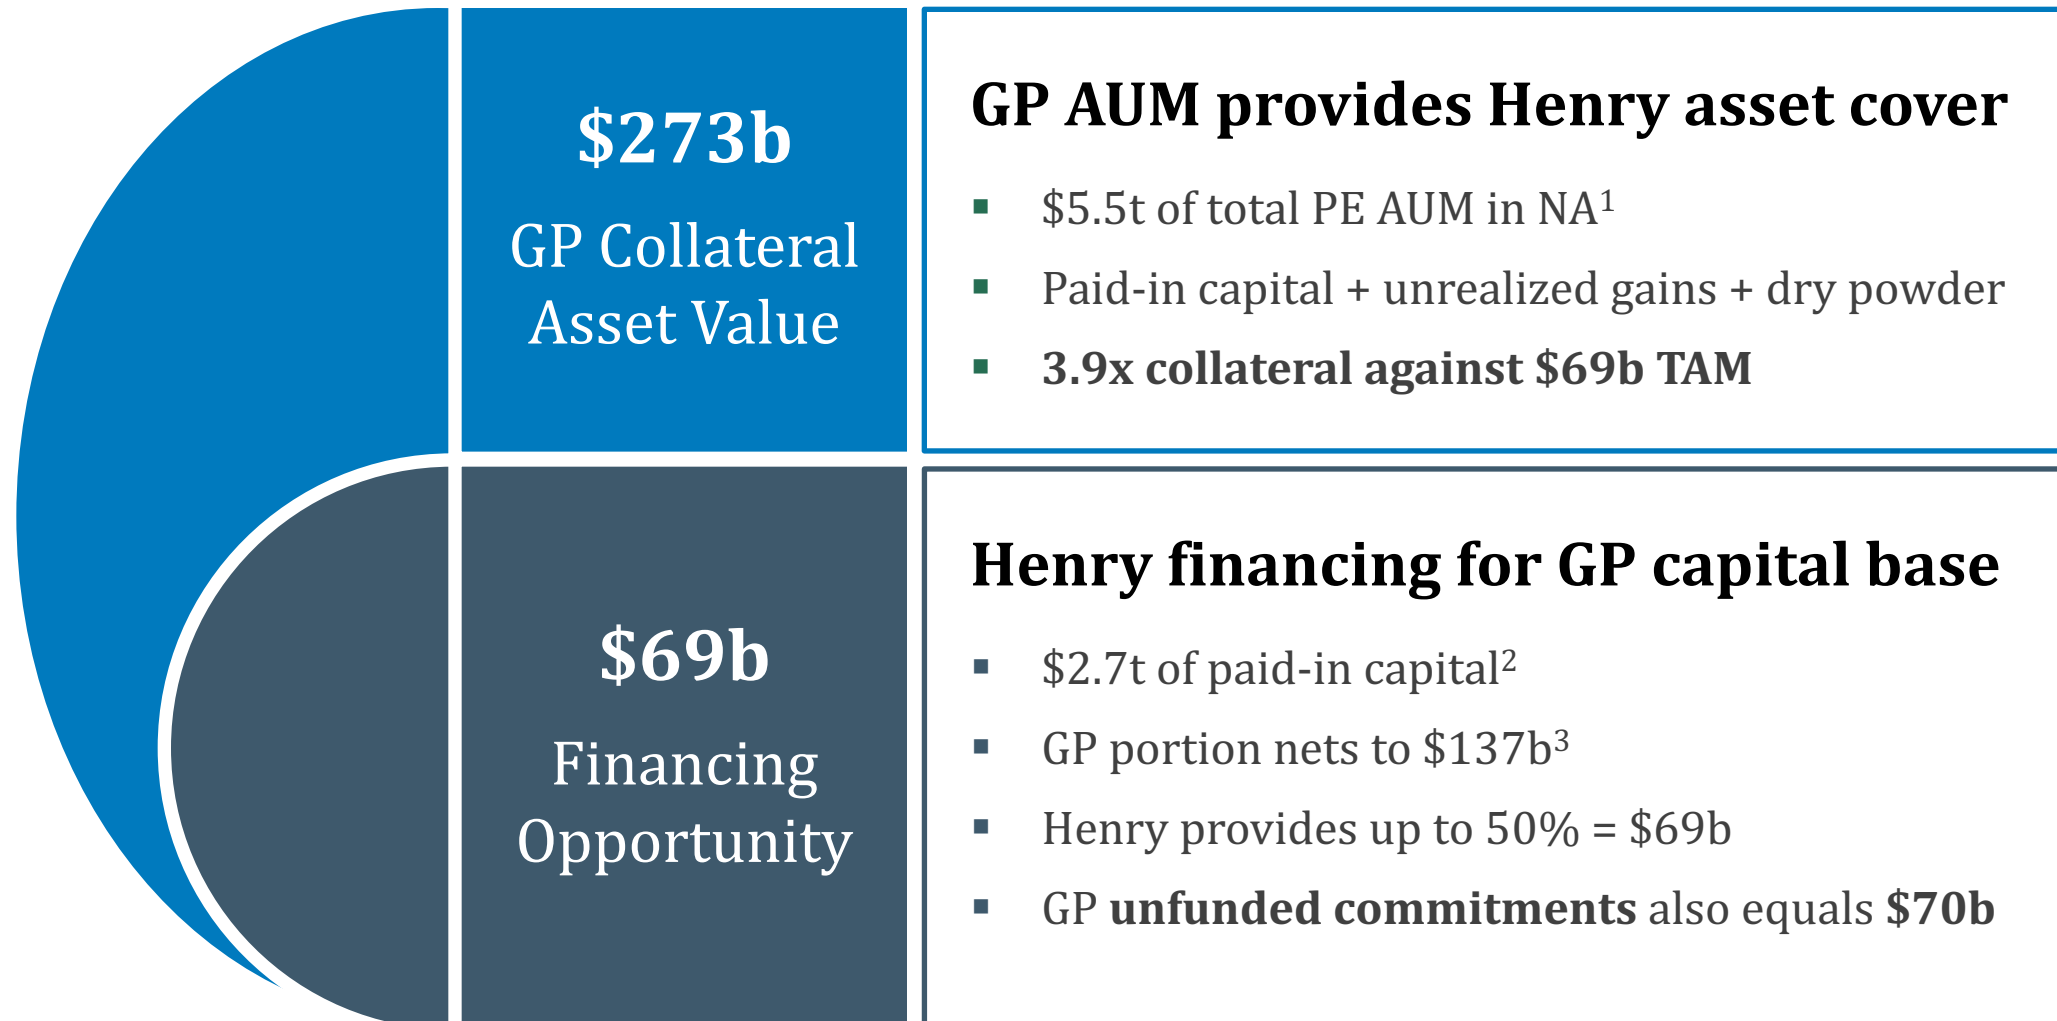 $273b
GP Collateral
Asset Value
GP AUM provides Henry asset cover
▪ $5.5t of total PE AUM in NA¹
▪ Paid-in capital + unrealized gains + dry powder
▪ 3.9x collateral against $69b TAM
$69b
Financing
Opportunity
Henry financing for GP capital base
▪ $2.7t of paid-in capital²
▪ GP portion nets to $137b³
▪ Henry provides up to 50% = $69b
▪ GP unfunded commitments also equals $70b